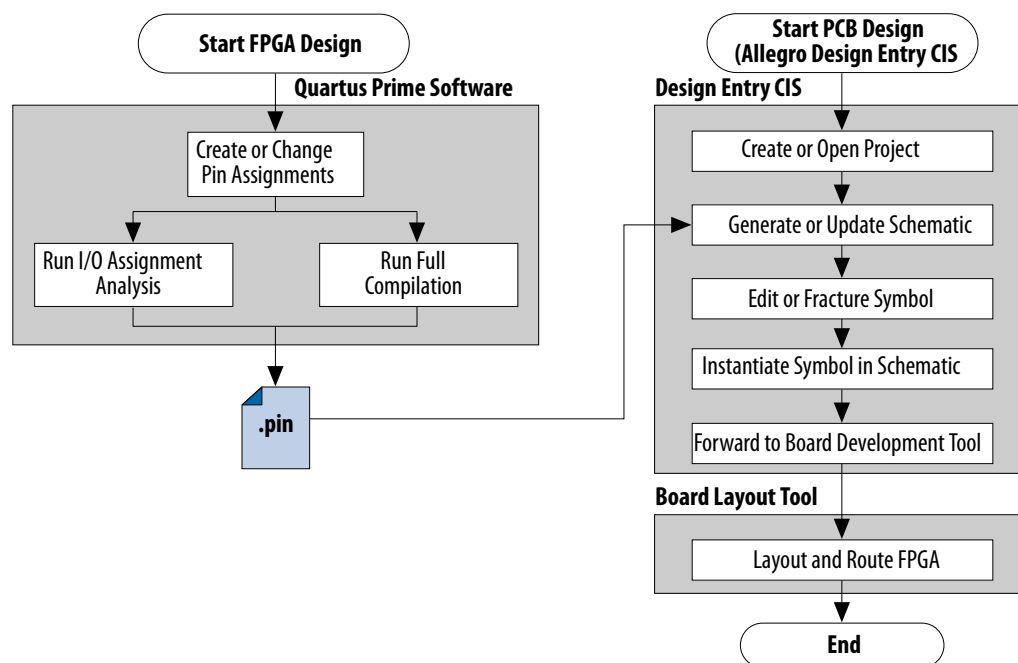 Start FPGA Design
Quartus Prime Software
Create or Change
Pin Assignments
Run I/O Assignment
Analysis
Run Full
Compilation
.pin
Start PCB Design
(Allegro Design Entry CIS
Design Entry CIS
Create or Open Project
Generate or Update Schematic
Edit or Fracture Symbol
Instantiate Symbol in Schematic
Forward to Board Development Tool
Board Layout Tool
Layout and Route FPGA
End